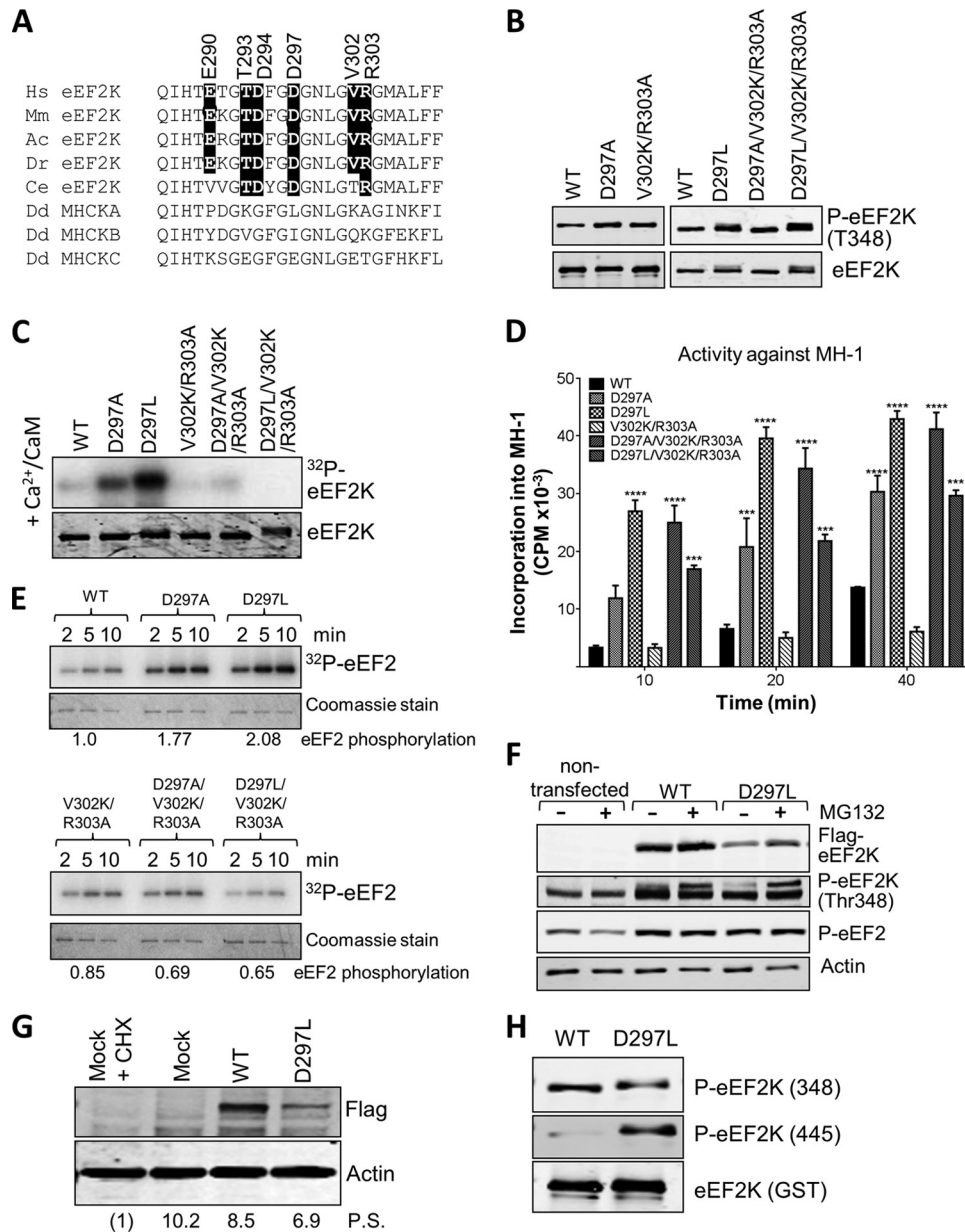 A
E290 T293 D294 D297 V302 R303
Hs eEF2K QIHTETGTDFGDGNLGVRGMALFF
Mm eEF2K QIHTEKGTDFGDGNLGVRGMALFF
Ac eEF2K QIHTERGTDFGDGNLGVRGMALFF
Dr eEF2K QIHTEKGTDFGDGNLGVRGMALFF
Ce eEF2K QIHTVVGTDYGDGNLGTRGMALFF
Dd MHCKA QIHTPDGKGFGLGNLGKAGINKFI
Dd MHCKB QIHTYDGVGFGIGNLGQKGFEKFL
Dd MHCKC QIHTKSGEGFGEGNLGETGFHKFL
B
WT D297A V302K/R303A WT D297L D297A/V302K/R303A D297L/V302K/R303A
P-eEF2K
(T348)
eEF2K
C
WT D297A D297L V302K/R303A D297A/V302K/R303A D297L/V302K/R303A
+ Ca2+/CaM
32P-
eEF2K
eEF2K
D
Activity against MH-1
WT
D297A
D297L
V302K/R303A
D297A/V302K/R303A
D297L/V302K/R303A
Incorporation into MH-1
(CPM x10-3)
50
40
30
20
10
**** **** ***
*** **** **** ***
**** **** **** ***
10 20 40
Time (min)
E
WT D297A D297L
2 5 10 2 5 10 2 5 10 min
32P-eEF2
Coomassie stain
1.0 1.77 2.08 eEF2 phosphorylation
V302K/
R303A
D297A/
V302K/
R303A
D297L/
V302K/
R303A
2 5 10 2 5 10 2 5 10 min
32P-eEF2
Coomassie stain
0.85 0.69 0.65 eEF2 phosphorylation
F
non-
transfected WT D297L
– + – + – + MG132
Flag-
eEF2K
P-eEF2K
(Thr348)
P-eEF2
Actin
G
Mock + CHX Mock WT D297L
Flag
Actin
(1) 10.2 8.5 6.9 P.S.
H
WT D297L
P-eEF2K (348)
P-eEF2K (445)
eEF2K (GST)